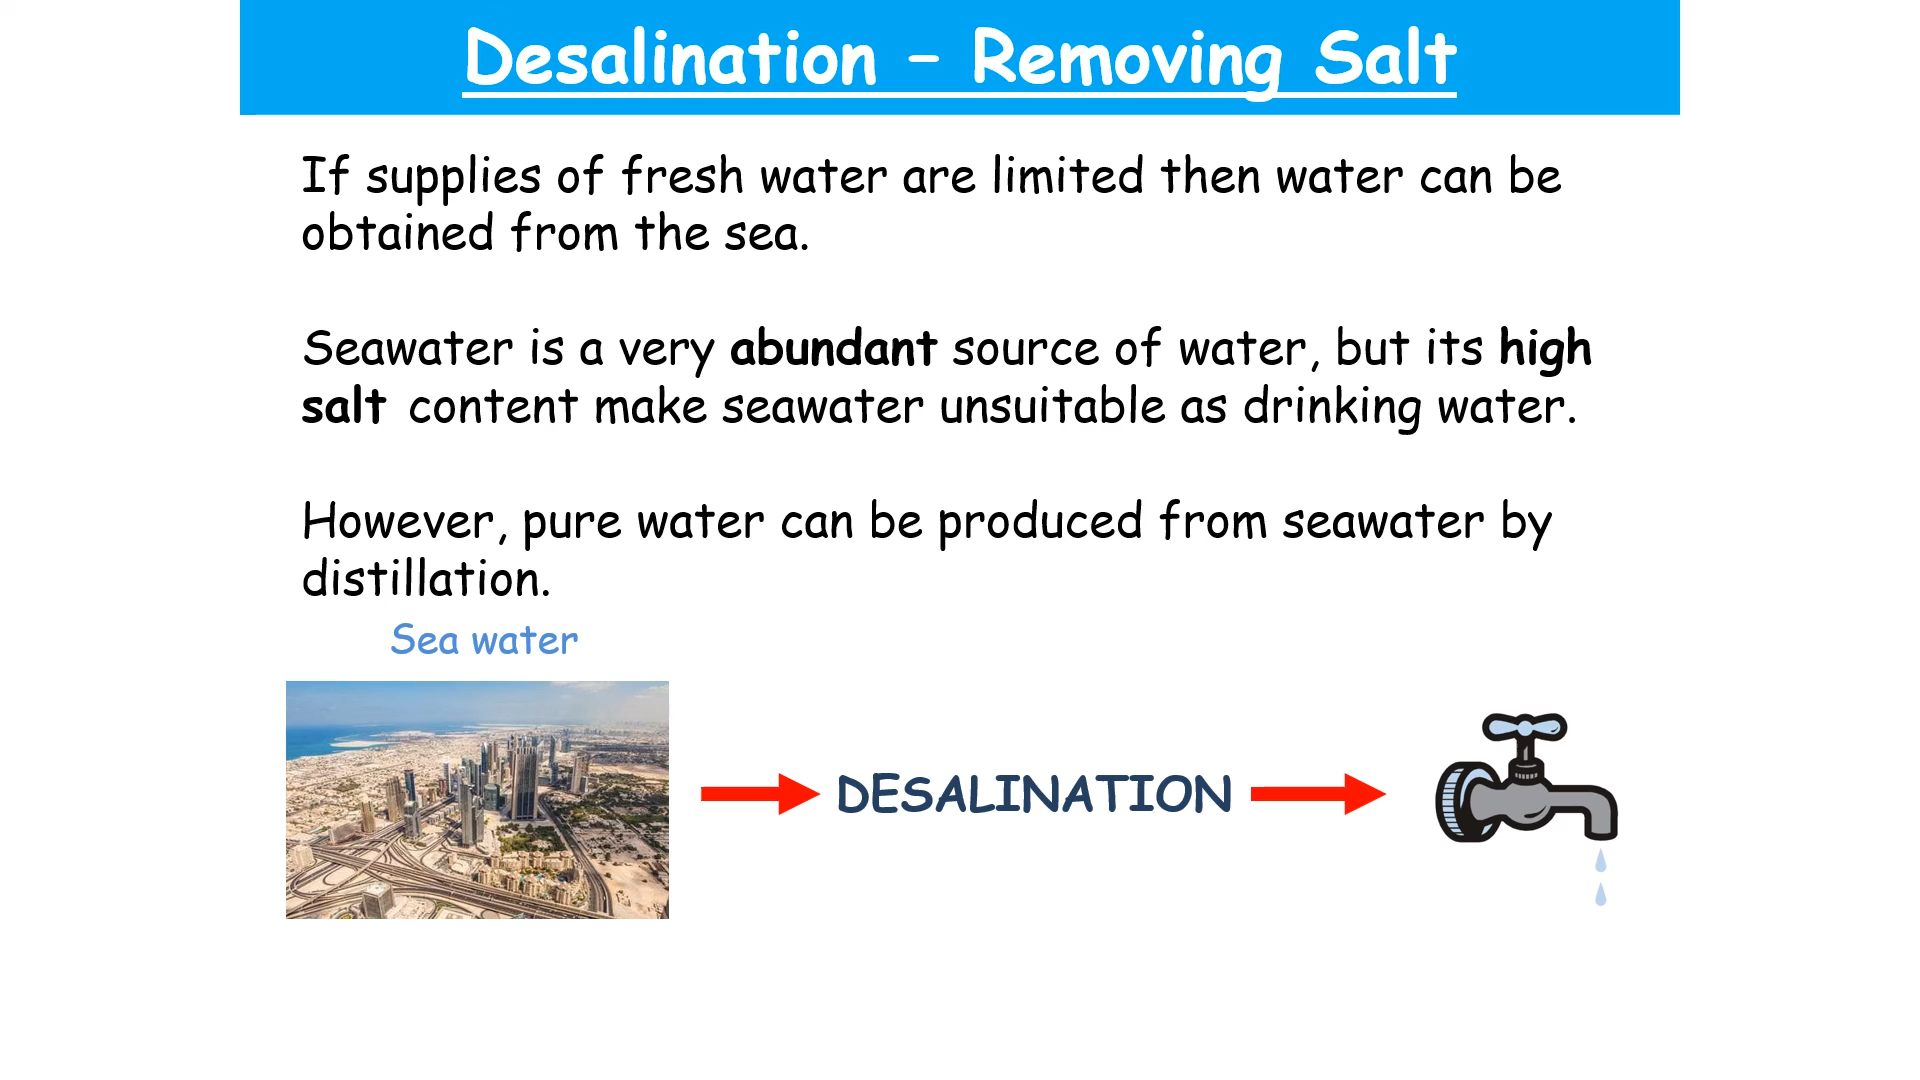 Desalination – Removing Salt
If supplies of fresh water are limited then water can be
obtained from the sea.
Seawater is a very abundant source of water, but its high
salt content make seawater unsuitable as drinking water.
However, pure water can be produced from seawater by
distillation.
Sea water
DESALINATION